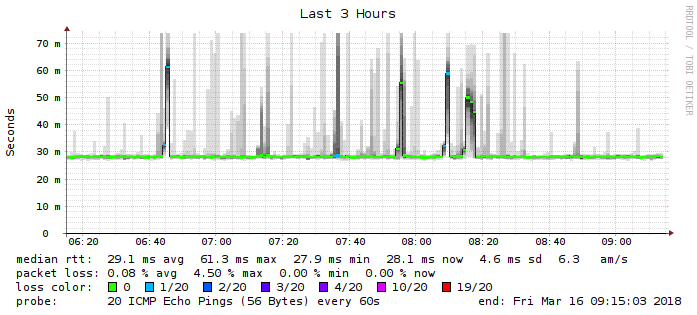 Last 3 Hours
RRDTOOL / TOBI OETIKER
Seconds
70 m
60 m
50 m
40 m
30 m
20 m
10 m
0
06:20 06:40 07:00 07:20 07:40 08:00 08:20 08:40 09:00
median rtt: 29.1 ms avg 61.3 ms max 27.9 ms min 28.1 ms now 4.6 ms sd 6.3 am/s
packet loss: 0.08 % avg 4.50 % max 0.00 % min 0.00 % now
loss color: 0 1/20 2/20 3/20 4/20 10/20 19/20
probe: 20 ICMP Echo Pings (56 Bytes) every 60s end: Fri Mar 16 09:15:03 2018